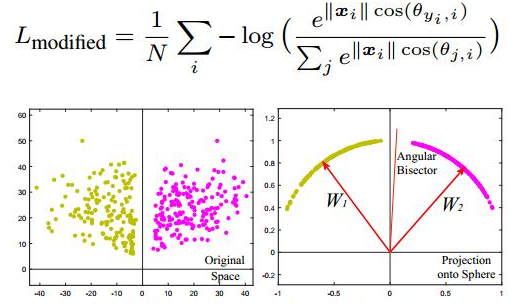 L_modified = 1/N ∑_i − log ( e^{‖x_i‖ cos(θ_{y_i,i})} / ∑_j e^{‖x_i‖ cos(θ_{j,i})} )
60
50
40
30
20
10
0
Original
Space
-40 -30 -20 -10 0 10 20 30 40
1.2
1
0.8
0.6
0.4
0.2
0
-0.2
Angular
Bisector
W1 W2
Projection
onto Sphere
-1 -0.5 0 0.5 1